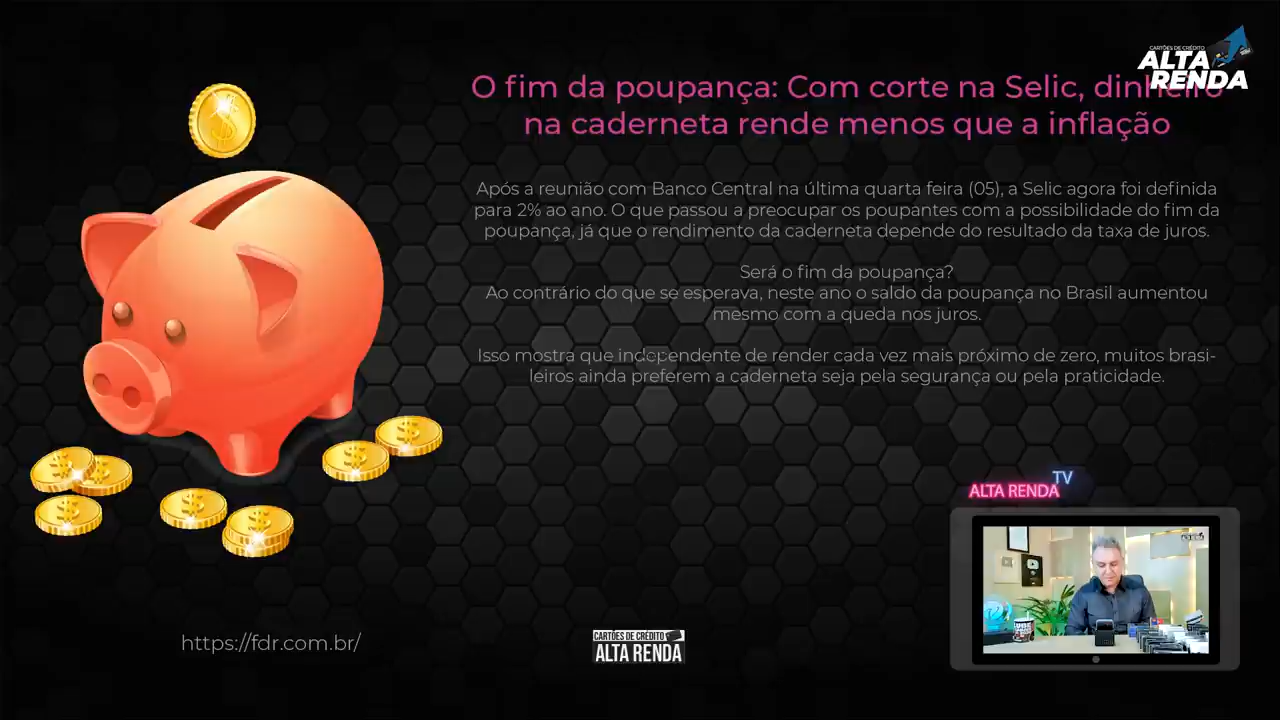 CARTÕES DE CRÉDITO
ALTA
RENDA
O fim da poupança: Com corte na Selic, dinheiro
na caderneta rende menos que a inflação
Após a reunião com Banco Central na última quarta feira (05), a Selic agora foi definida
para 2% ao ano. O que passou a preocupar os poupantes com a possibilidade do fim da
poupança, já que o rendimento da caderneta depende do resultado da taxa de juros.
Será o fim da poupança?
Ao contrário do que se esperava, neste ano o saldo da poupança no Brasil aumentou
mesmo com a queda nos juros.
Isso mostra que independente de render cada vez mais próximo de zero, muitos brasi-
leiros ainda preferem a caderneta seja pela segurança ou pela praticidade.
TV
ALTA RENDA
https://fdr.com.br/
CARTÕES DE CRÉDITO
ALTA RENDA